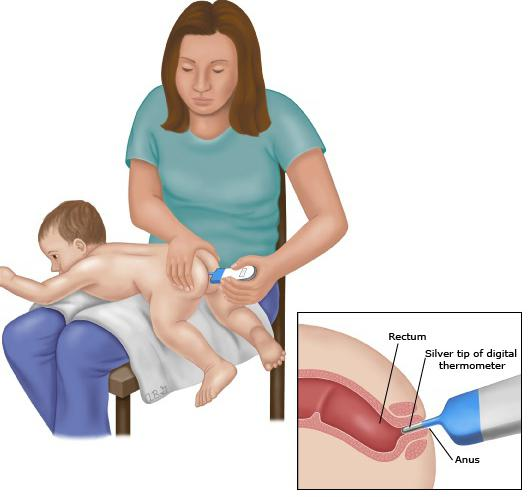 Rectum
Silver tip of digital
thermometer
Anus